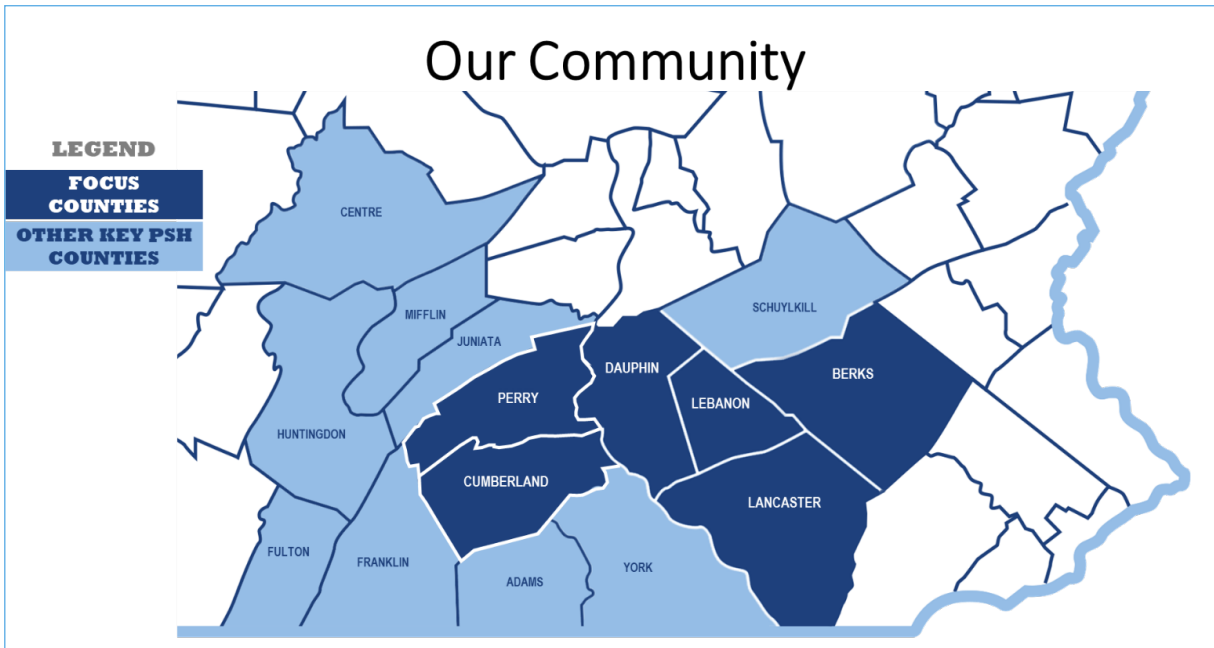 Our Community
LEGEND
FOCUS
COUNTIES
OTHER KEY PSH
COUNTIES
CENTRE
MIFFLIN
JUNIATA
SCHUYLKILL
PERRY
DAUPHIN
LEBANON
BERKS
HUNTINGDON
CUMBERLAND
LANCASTER
FULTON
FRANKLIN
ADAMS
YORK